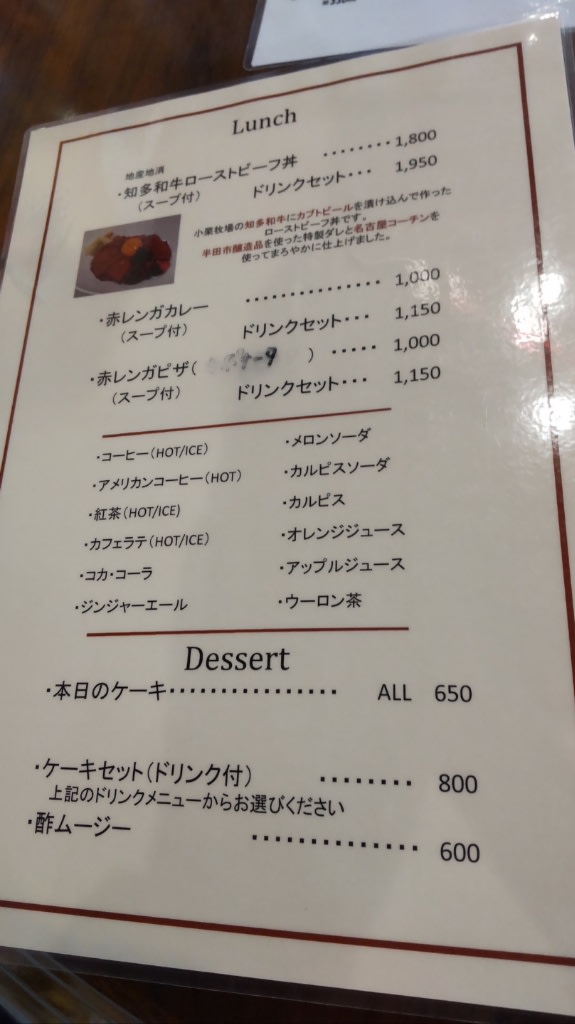 Lunch
地産地消
・知多和牛ローストビーフ丼 ········1,800
(スープ付) ドリンクセット··· 1,950
小栗牧場の知多和牛にカブトビールを漬け込んで作った
ローストビーフ丼です。
半田市醸造品を使った特製ダレと名古屋コーチンを
使ってまろやかに仕上げました。
・赤レンガカレー ··············· 1,000
(スープ付) ドリンクセット··· 1,150
・赤レンガピザ( ) ····· 1,000
(スープ付) ドリンクセット··· 1,150
・コーヒー(HOT/ICE)
・アメリカンコーヒー(HOT)
・紅茶(HOT/ICE)
・カフェラテ(HOT/ICE)
・コカ・コーラ
・ジンジャーエール
・メロンソーダ
・カルピスソーダ
・カルピス
・オレンジジュース
・アップルジュース
・ウーロン茶
Dessert
・本日のケーキ················ ALL 650
・ケーキセット(ドリンク付) ········ 800
上記のドリンクメニューからお選びください
・酢ムージー ·············· 600